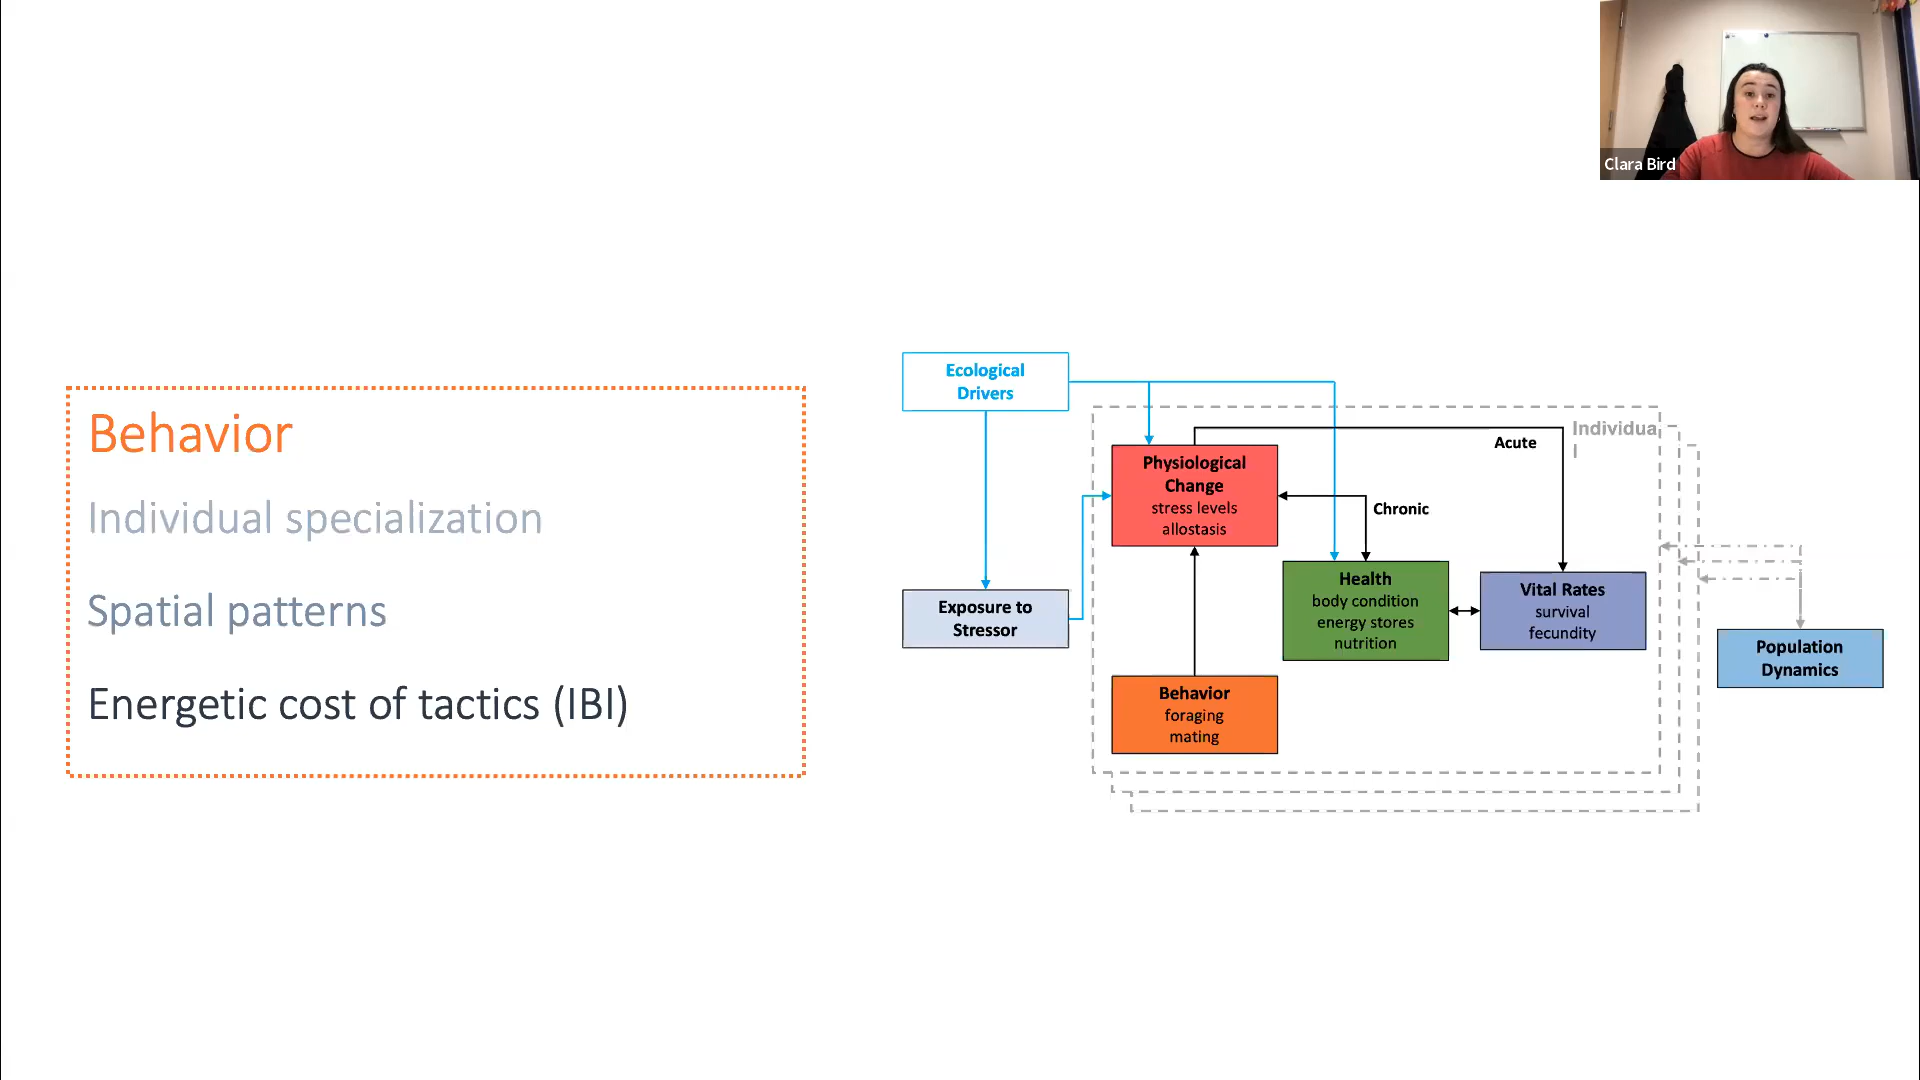 Clara Bird
Behavior
Individual specialization
Spatial patterns
Energetic cost of tactics (IBI)
Ecological
Drivers
Exposure to
Stressor
Individua
l
Acute
Physiological
Change
stress levels
allostasis
Chronic
Health
body condition
energy stores
nutrition
Vital Rates
survival
fecundity
Behavior
foraging
mating
Population
Dynamics